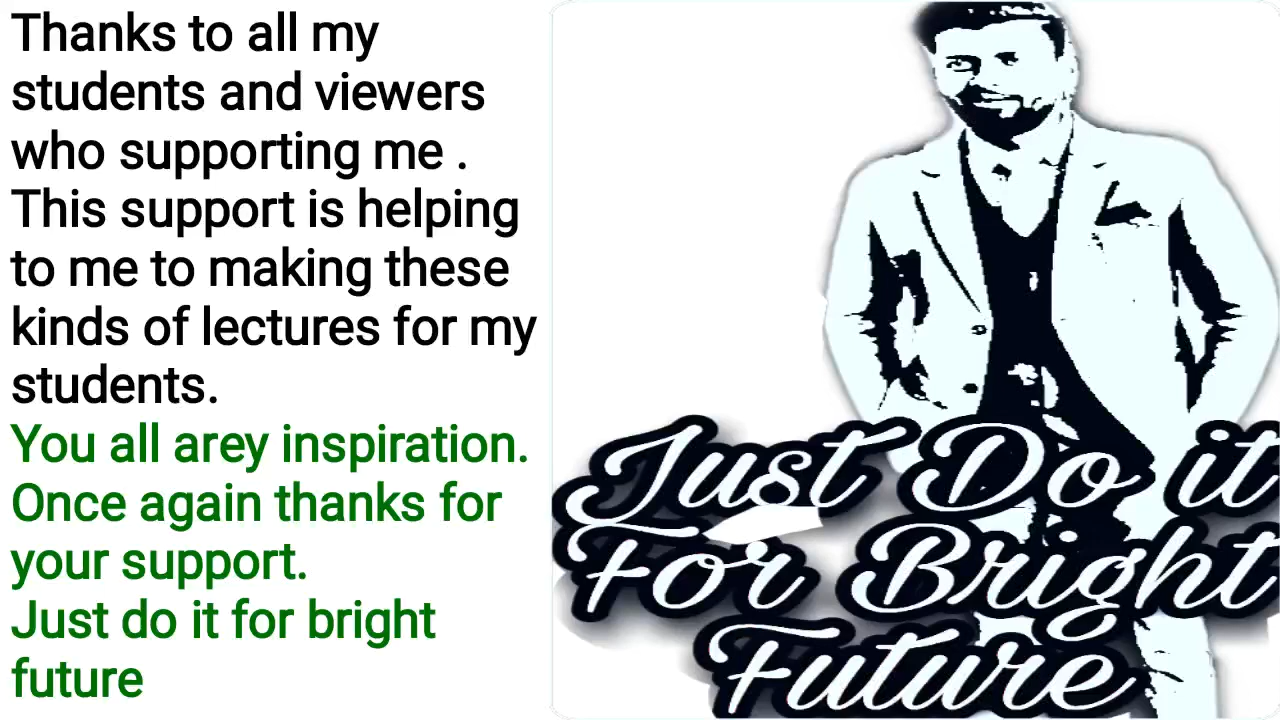 Thanks to all my
students and viewers
who supporting me .
This support is helping
to me to making these
kinds of lectures for my
students.
You all arey inspiration.
Once again thanks for
your support.
Just do it for bright
future
Just Do it
For Bright
Future